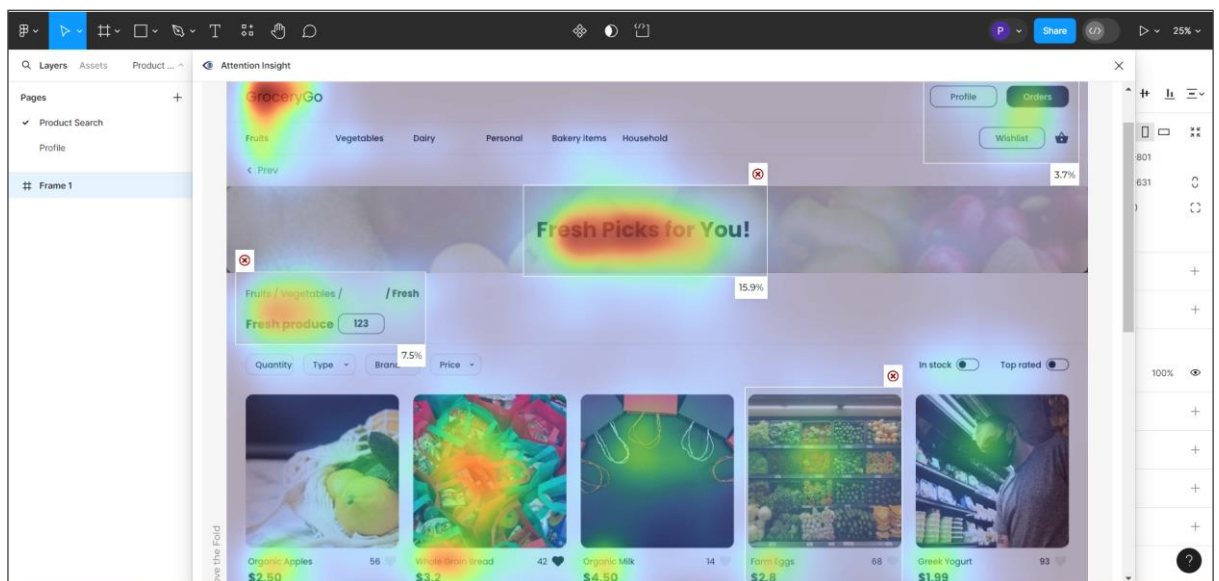 P
Share
25%
Layers Assets Product ...
Attention Insight
Pages
Product Search
Profile
Frame 1
GroceryGo
Profile Orders
Fruits Vegetables Dairy Personal Bakery items Household
Wishlist
< Prev
3.7%
801
631
Fresh Picks for You!
15.9%
Fruits / Vegetables / / Fresh
Fresh produce 123
7.5%
Quantity Type Brand Price
In stock Top rated
100%
Organic Apples 56
$2.50
Whole Grain Bread 42
$3.2
Organic Milk 14
$4.50
Farm Eggs 68
$2.8
Greek Yogurt 93
$1.99
ve the Fold
?